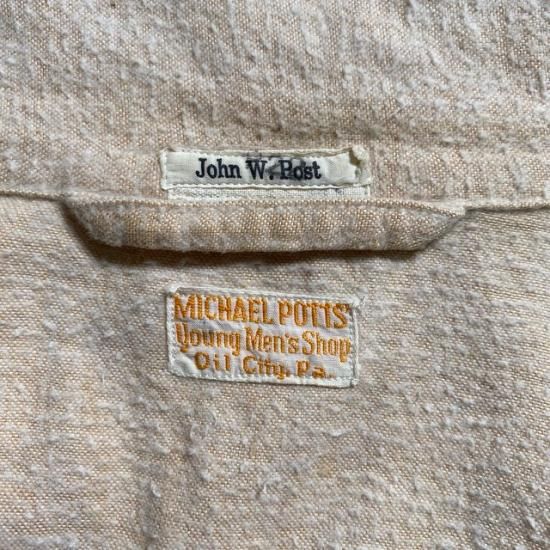 John W. Post
MICHAEL POTTS
Young Men's Shop
Oil City, Pa.